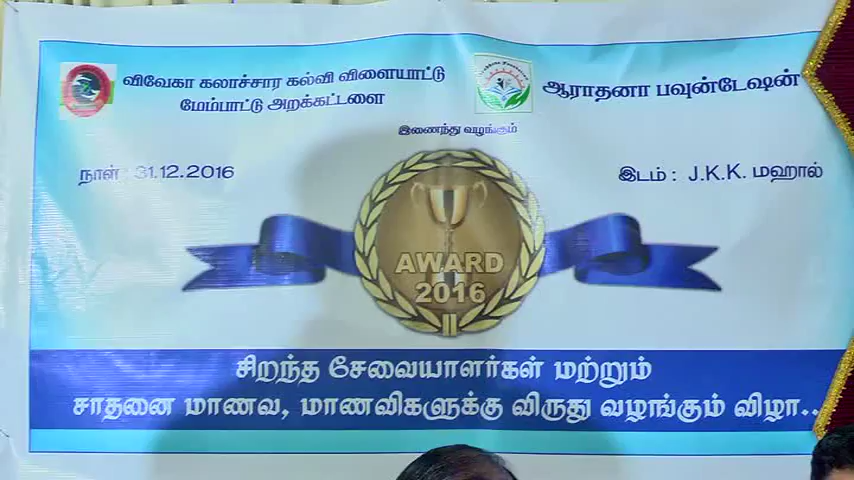 விவேகா கலாச்சார கல்வி விளையாட்டு
மேம்பாட்டு அறக்கட்டளை
ஆராதனா பவுன்டேஷன்
இணைந்து வழங்கும்
நாள் : 31.12.2016
இடம் : J.K.K. மஹால்
AWARD
2016
சிறந்த சேவையாளர்கள் மற்றும்
சாதனை மாணவ, மாணவிகளுக்கு விருது வழங்கும் விழா..